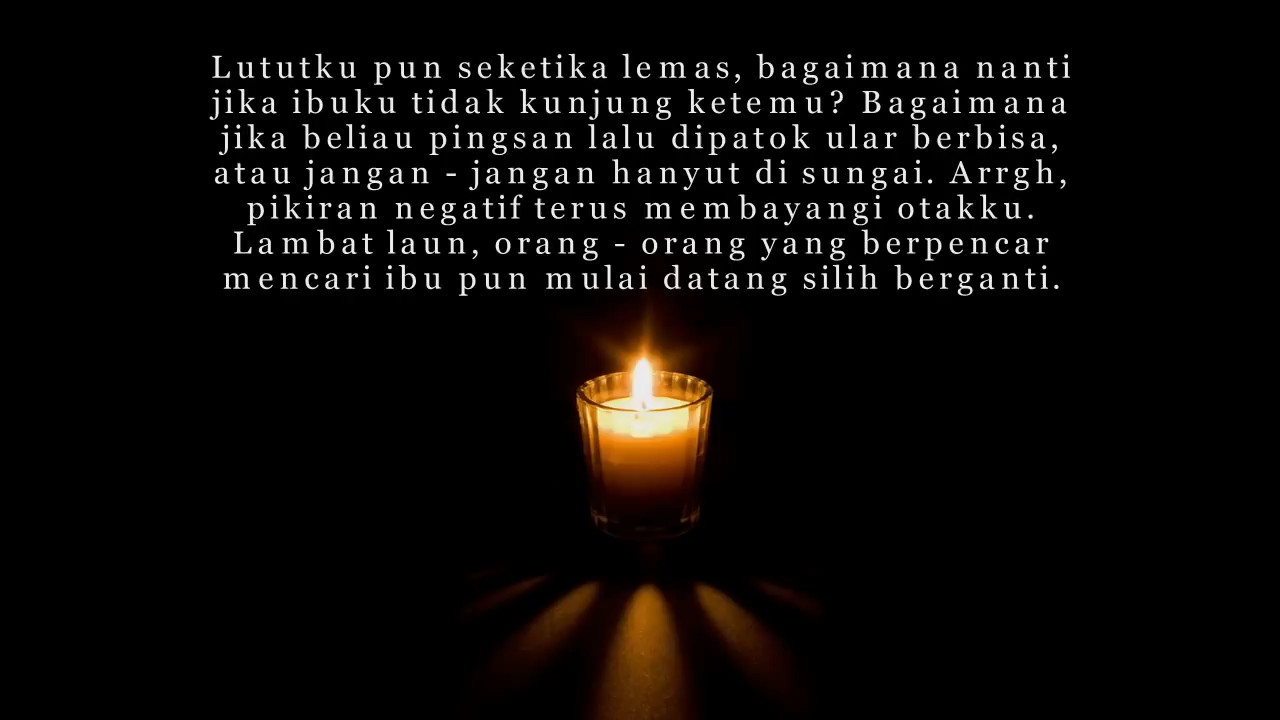 Lututku pun seketika lemas, bagaimana nanti
jika ibuku tidak kunjung ketemu? Bagaimana
jika beliau pingsan lalu dipatok ular berbisa,
atau jangan - jangan hanyut di sungai. Arrgh,
pikiran negatif terus membayangi otakku.
Lambat laun, orang - orang yang berpencar
mencari ibu pun mulai datang silih berganti.